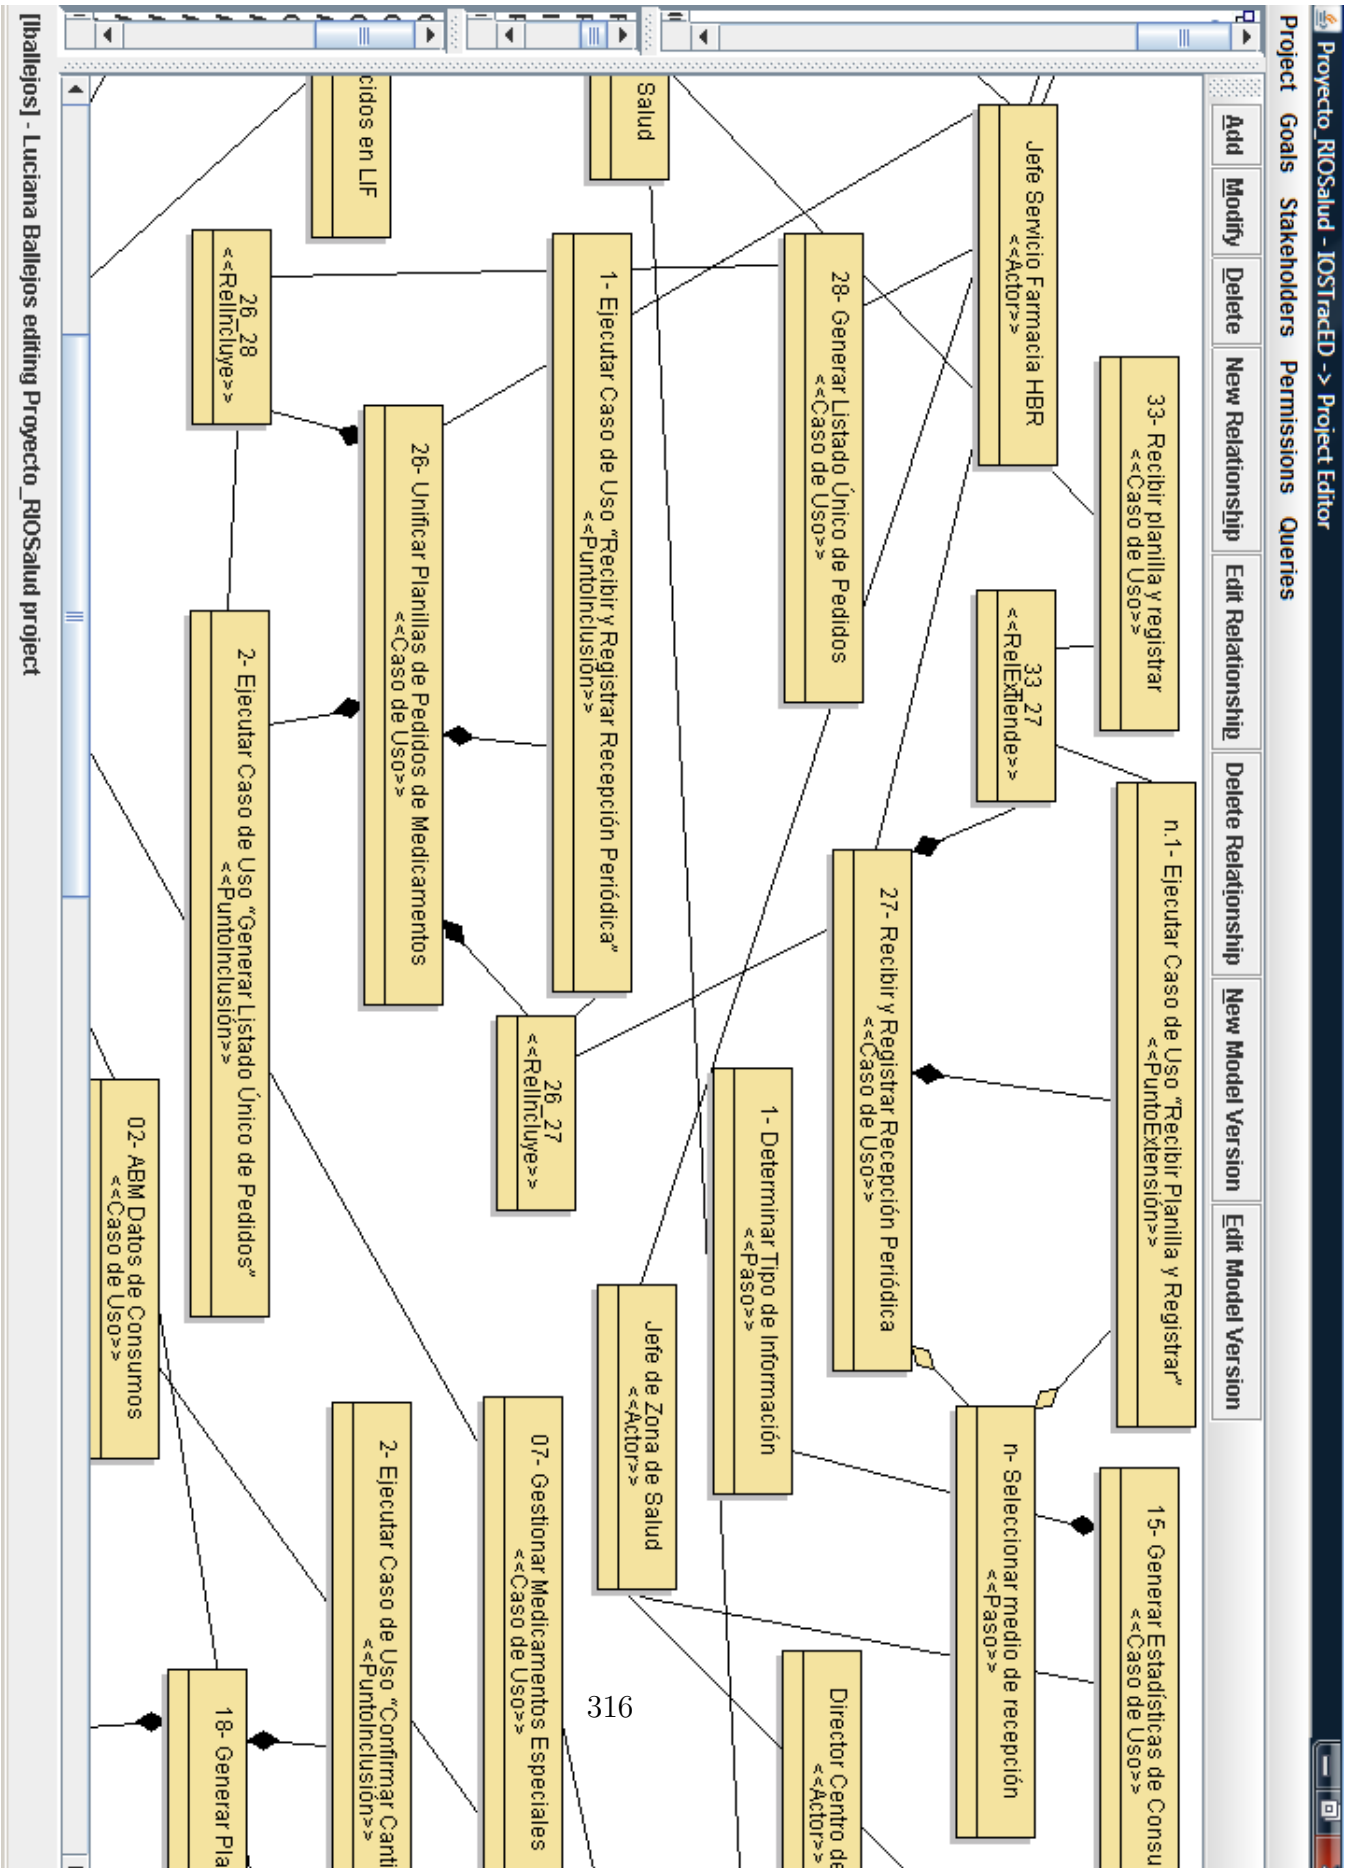 Proyecto_RIOSalud - IOSTracED -> Project Editor
Project Goals Stakeholders Permissions Queries
Add Modify Delete New Relationship Edit Relationship Delete Relationship New Model Version Edit Model Version
33- Recibir planilla y registrar
<<Caso de Uso>>
n.1- Ejecutar Caso de Uso "Recibir Planilla y Registrar"
<<PuntoExtensión>>
15- Generar Estadísticas de Consu
<<Caso de Uso>>
Jefe Servicio Farmacia HBR
<<Actor>>
33_27
<<RelExtiende>>
n- Seleccionar medio de recepción
<<Paso>>
28- Generar Listado Único de Pedidos
<<Caso de Uso>>
27- Recibir y Registrar Recepción Periódica
<<Caso de Uso>>
Director Centro de
<<Actor>>
1- Determinar Tipo de Información
<<Paso>>
Salud
Jefe de Zona de Salud
<<Actor>>
1- Ejecutar Caso de Uso "Recibir y Registrar Recepción Periódica"
<<PuntoInclusión>>
26_27
<<RelIncluye>>
07- Gestionar Medicamentos Especiales
<<Caso de Uso>>
26- Unificar Planillas de Pedidos de Medicamentos
<<Caso de Uso>>
cidos en LIF
2- Ejecutar Caso de Uso "Confirmar Canti
<<PuntoInclusión>>
26_28
<<RelIncluye>>
2- Ejecutar Caso de Uso "Generar Listado Único de Pedidos"
<<PuntoInclusión>>
18- Generar Pla
02- ABM Datos de Consumos
<<Caso de Uso>>
[lballejos] - Luciana Ballejos editing Proyecto_RIOSalud project
316